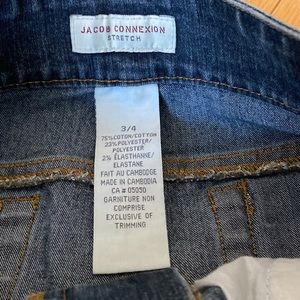 JACOB CONNEXION
STRETCH
3/4
75% COTON/COTTON
23% POLYESTER/
POLYESTER
2% ÉLASTHANNE/
ELASTANE
FAIT AU CAMBODGE
MADE IN CAMBODIA
CA # 05050
GARNITURE NON
COMPRISE
EXCLUSIVE OF
TRIMMING